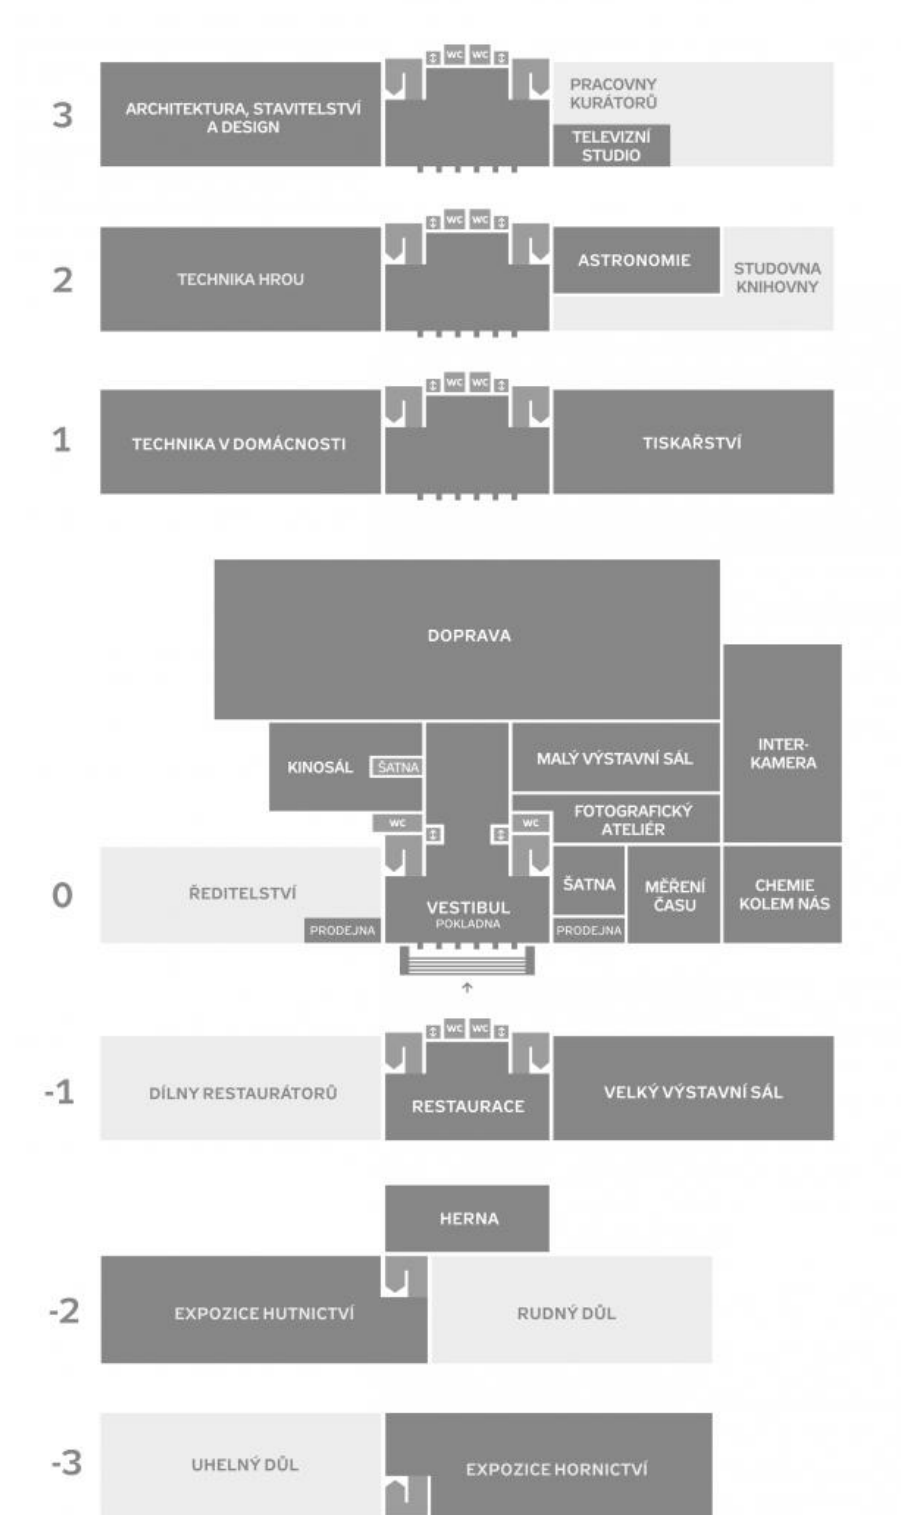 3
WC WC
ARCHITEKTURA, STAVITELSTVÍ
A DESIGN
PRACOVNY
KURÁTORŮ
TELEVIZNÍ
STUDIO
2
WC WC
TECHNIKA HROU
ASTRONOMIE
STUDOVNA
KNIHOVNY
1
WC WC
TECHNIKA V DOMÁCNOSTI
TISKAŘSTVÍ
DOPRAVA
KINOSÁL
ŠATNA
MALÝ VÝSTAVNÍ SÁL
INTER-
KAMERA
WC
WC
FOTOGRAFICKÝ
ATELIÉR
0
ŘEDITELSTVÍ
PRODEJNA
VESTIBUL
POKLADNA
ŠATNA
PRODEJNA
MĚŘENÍ
ČASU
CHEMIE
KOLEM NÁS
-1
WC WC
DÍLNY RESTAURÁTORŮ
RESTAURACE
VELKÝ VÝSTAVNÍ SÁL
HERNA
-2
EXPOZICE HUTNICTVÍ
RUDNÝ DŮL
-3
UHELNÝ DŮL
EXPOZICE HORNICTVÍ